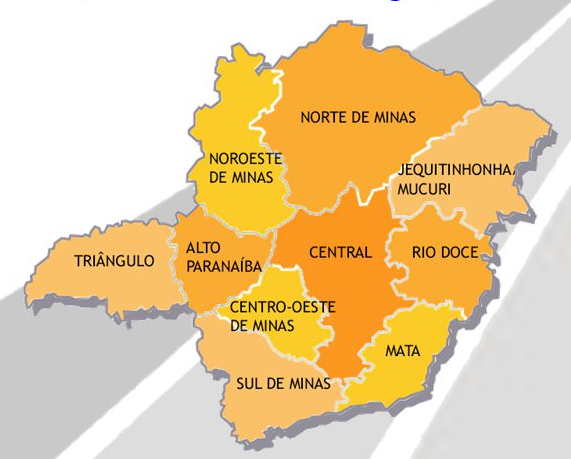 NORTE DE MINAS
NOROESTE
DE MINAS
JEQUITINHONHA/
MUCURI
TRIÂNGULO
ALTO
PARANAÍBA
CENTRAL
RIO DOCE
CENTRO-OESTE
DE MINAS
MATA
SUL DE MINAS